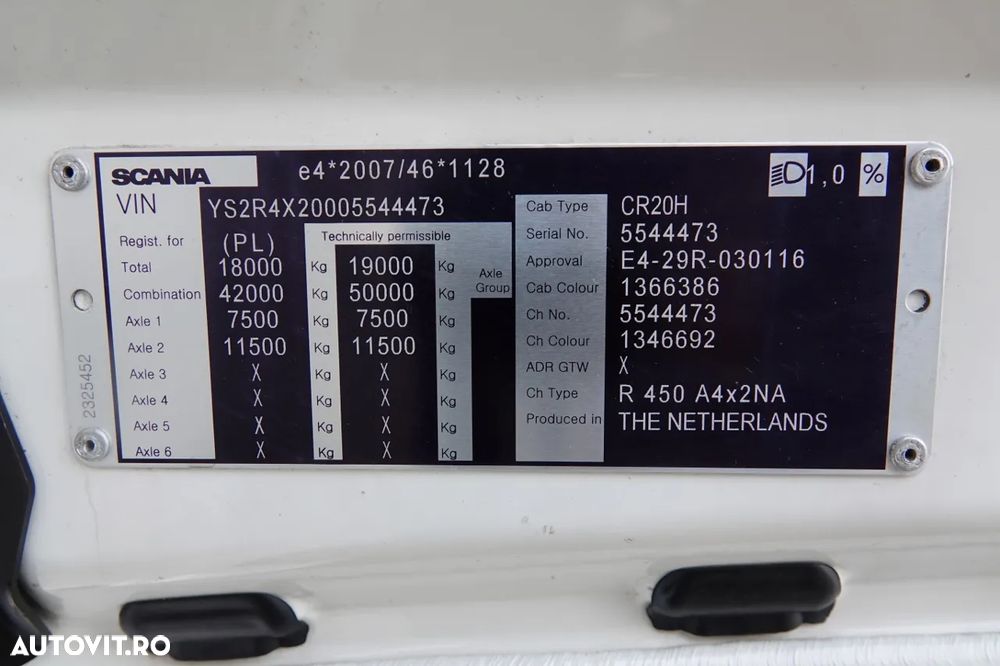 SCANIA e4*2007/46*1128 1,0 %
VIN YS2R4X20005544473
Regist. for (PL) Technically permissible
Total 18000 Kg 19000 Kg Axle Group
Combination 42000 Kg 50000 Kg
Axle 1 7500 Kg 7500 Kg
Axle 2 11500 Kg 11500 Kg
Axle 3 X Kg X Kg
Axle 4 X Kg X Kg
Axle 5 X Kg X Kg
Axle 6 X Kg X Kg
Cab Type CR20H
Serial No. 5544473
Approval E4-29R-030116
Cab Colour 1366386
Ch No. 5544473
Ch Colour 1346692
ADR GTW X
Ch Type R 450 A4x2NA
Produced in THE NETHERLANDS
2325452
AUTOVIT.RO